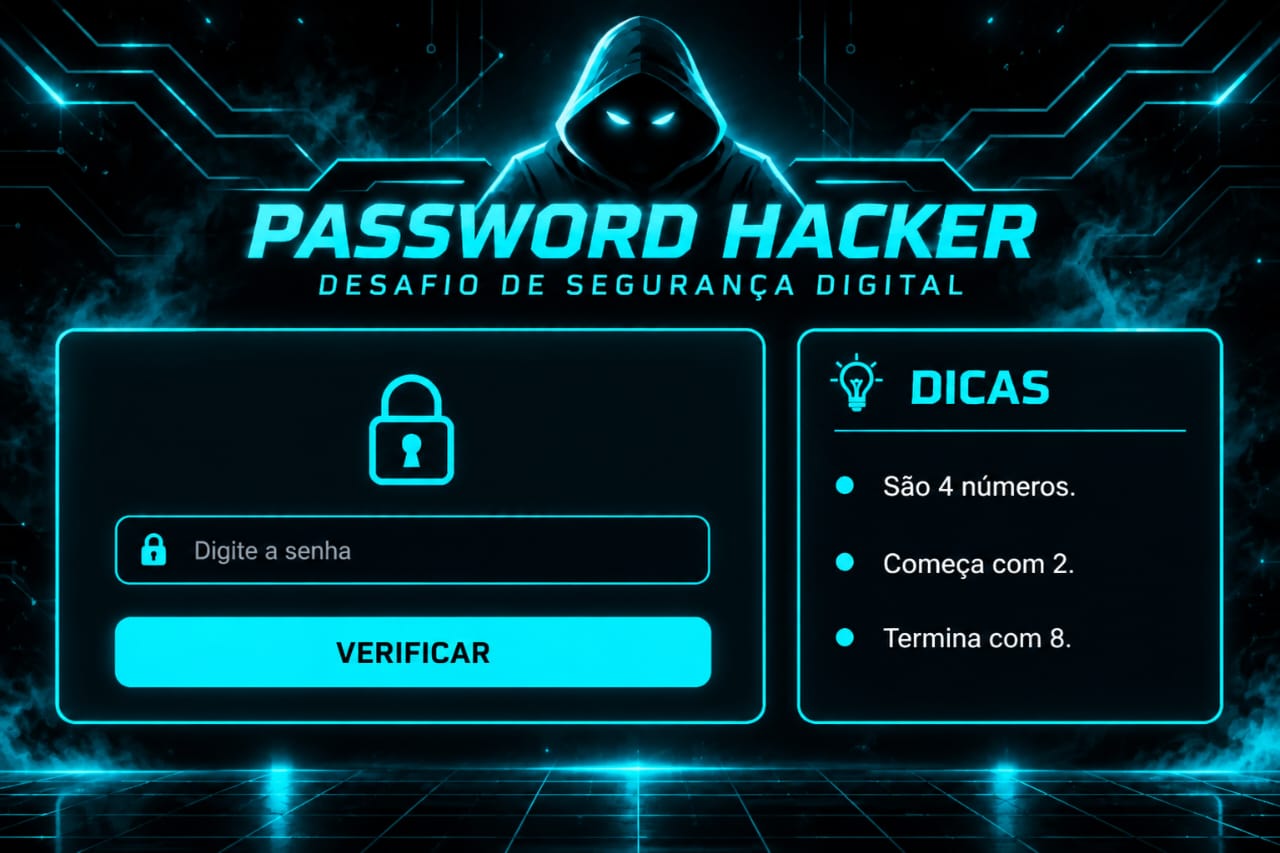 PASSWORD HACKER
DESAFIO DE SEGURANÇA DIGITAL
Digite a senha
VERIFICAR
DICAS
São 4 números.
Começa com 2.
Termina com 8.